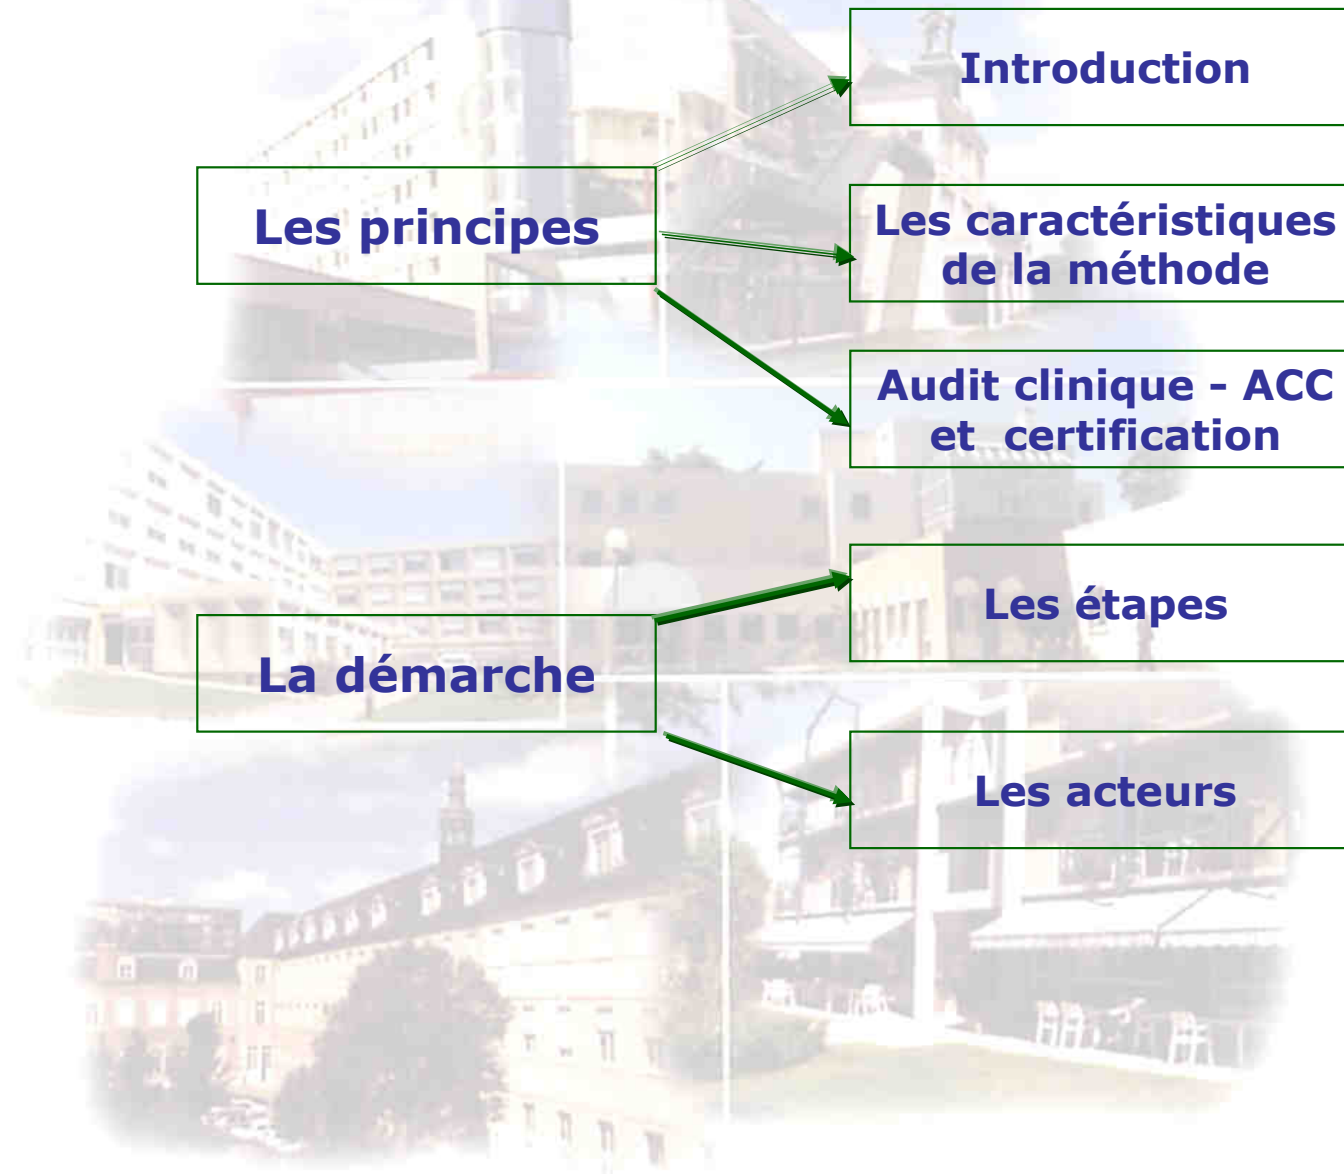 Introduction
Les principes
Les caractéristiques
de la méthode
Audit clinique – ACC
et certification
Les étapes
La démarche
Les acteurs